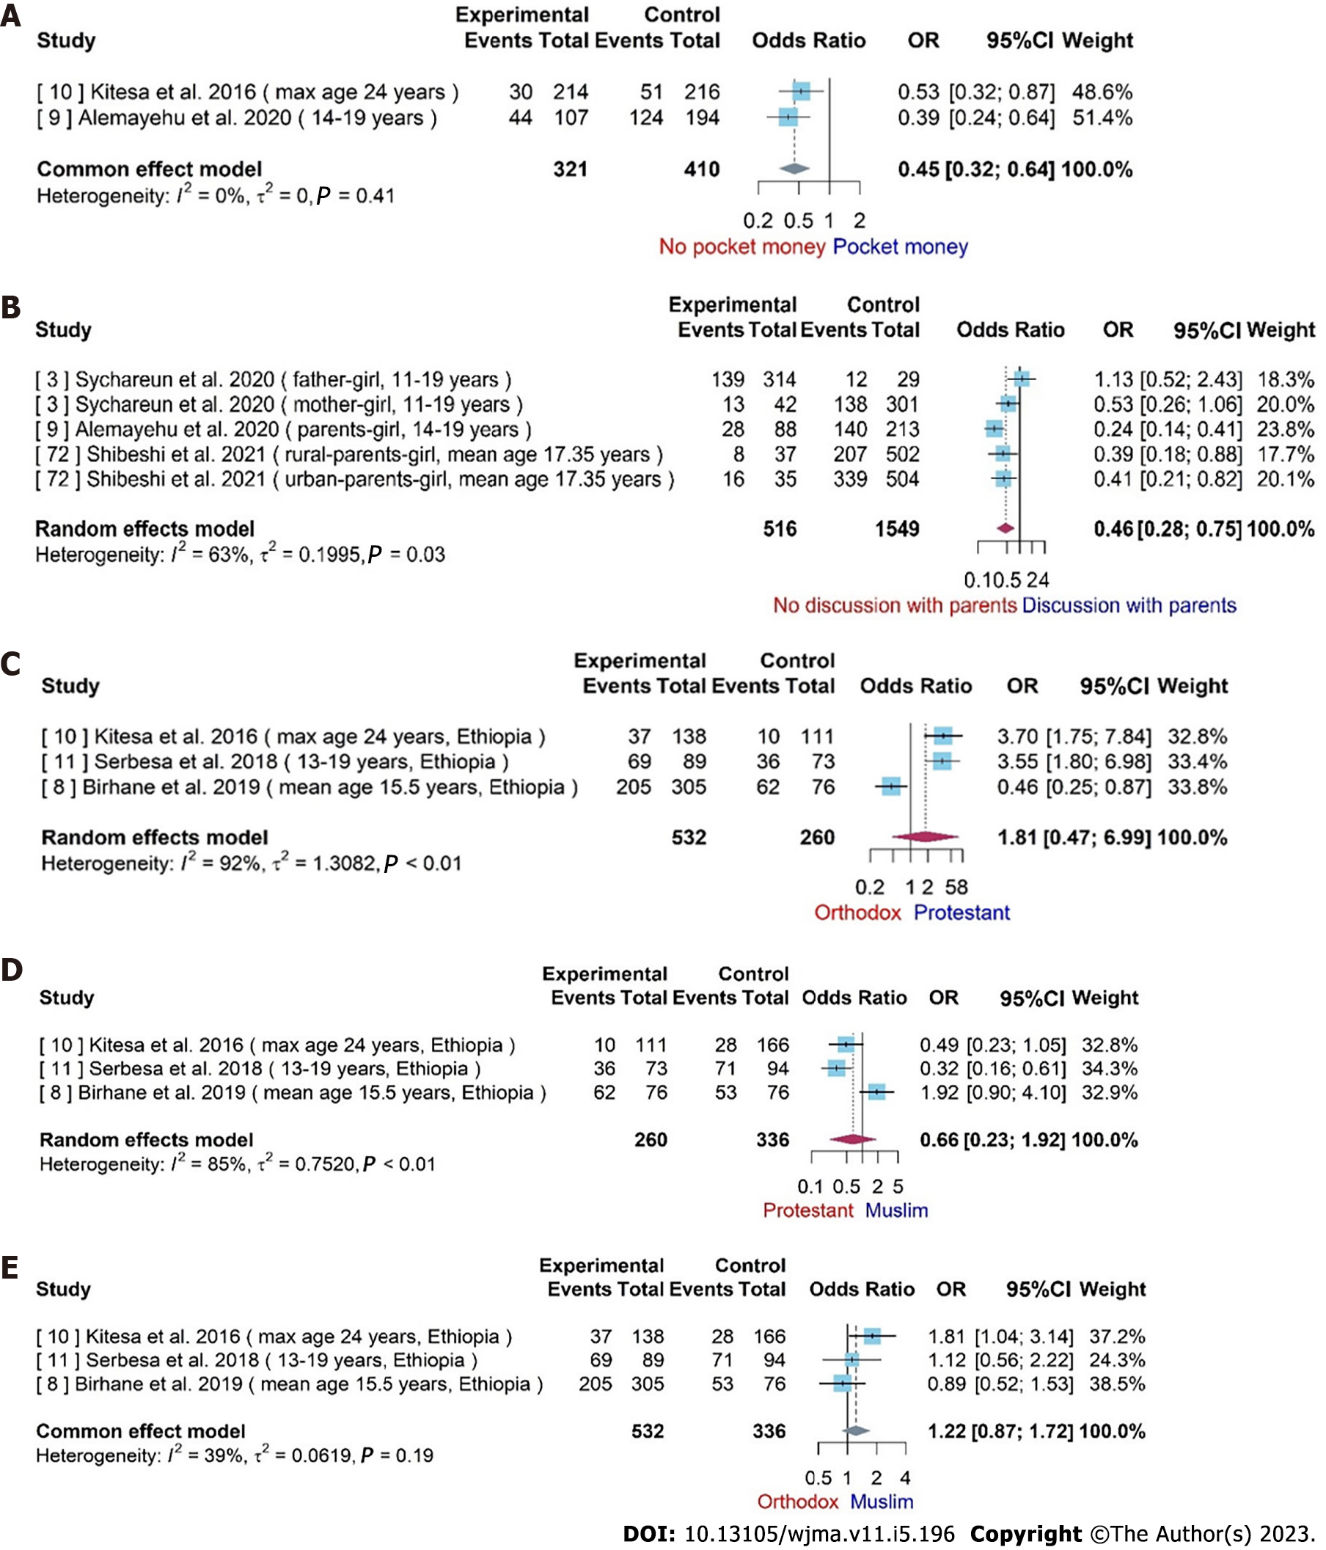 A
Experimental Control
Study Events Total Events Total Odds Ratio OR 95%CI Weight
[ 10 ] Kitesa et al. 2016 ( max age 24 years ) 30 214 51 216 0.53 [0.32; 0.87] 48.6%
[ 9 ] Alemayehu et al. 2020 ( 14-19 years ) 44 107 124 194 0.39 [0.24; 0.64] 51.4%
Common effect model 321 410 0.45 [0.32; 0.64] 100.0%
Heterogeneity: I² = 0%, τ² = 0, P = 0.41
0.2 0.5 1 2
No pocket money Pocket money
B
Experimental Control
Study Events Total Events Total Odds Ratio OR 95%CI Weight
[ 3 ] Sychareun et al. 2020 ( father-girl, 11-19 years ) 139 314 12 29 1.13 [0.52; 2.43] 18.3%
[ 3 ] Sychareun et al. 2020 ( mother-girl, 11-19 years ) 13 42 138 301 0.53 [0.26; 1.06] 20.0%
[ 9 ] Alemayehu et al. 2020 ( parents-girl, 14-19 years ) 28 88 140 213 0.24 [0.14; 0.41] 23.8%
[ 72 ] Shibeshi et al. 2021 ( rural-parents-girl, mean age 17.35 years ) 8 37 207 502 0.39 [0.18; 0.88] 17.7%
[ 72 ] Shibeshi et al. 2021 ( urban-parents-girl, mean age 17.35 years ) 16 35 339 504 0.41 [0.21; 0.82] 20.1%
Random effects model 516 1549 0.46 [0.28; 0.75] 100.0%
Heterogeneity: I² = 63%, τ² = 0.1995, P = 0.03
0.1 0.5 2 4
No discussion with parents Discussion with parents
C
Experimental Control
Study Events Total Events Total Odds Ratio OR 95%CI Weight
[ 10 ] Kitesa et al. 2016 ( max age 24 years, Ethiopia ) 37 138 10 111 3.70 [1.75; 7.84] 32.8%
[ 11 ] Serbesa et al. 2018 ( 13-19 years, Ethiopia ) 69 89 36 73 3.55 [1.80; 6.98] 33.4%
[ 8 ] Birhane et al. 2019 ( mean age 15.5 years, Ethiopia ) 205 305 62 76 0.46 [0.25; 0.87] 33.8%
Random effects model 532 260 1.81 [0.47; 6.99] 100.0%
Heterogeneity: I² = 92%, τ² = 1.3082, P < 0.01
0.2 1 2 5 8
Orthodox Protestant
D
Experimental Control
Study Events Total Events Total Odds Ratio OR 95%CI Weight
[ 10 ] Kitesa et al. 2016 ( max age 24 years, Ethiopia ) 10 111 28 166 0.49 [0.23; 1.05] 32.8%
[ 11 ] Serbesa et al. 2018 ( 13-19 years, Ethiopia ) 36 73 71 94 0.32 [0.16; 0.61] 34.3%
[ 8 ] Birhane et al. 2019 ( mean age 15.5 years, Ethiopia ) 62 76 53 76 1.92 [0.90; 4.10] 32.9%
Random effects model 260 336 0.66 [0.23; 1.92] 100.0%
Heterogeneity: I² = 85%, τ² = 0.7520, P < 0.01
0.1 0.5 2 5
Protestant Muslim
E
Experimental Control
Study Events Total Events Total Odds Ratio OR 95%CI Weight
[ 10 ] Kitesa et al. 2016 ( max age 24 years, Ethiopia ) 37 138 28 166 1.81 [1.04; 3.14] 37.2%
[ 11 ] Serbesa et al. 2018 ( 13-19 years, Ethiopia ) 69 89 71 94 1.12 [0.56; 2.22] 24.3%
[ 8 ] Birhane et al. 2019 ( mean age 15.5 years, Ethiopia ) 205 305 53 76 0.89 [0.52; 1.53] 38.5%
Common effect model 532 336 1.22 [0.87; 1.72] 100.0%
Heterogeneity: I² = 39%, τ² = 0.0619, P = 0.19
0.5 1 2 4
Orthodox Muslim
DOI: 10.13105/wjma.v11.i5.196 Copyright ©The Author(s) 2023.